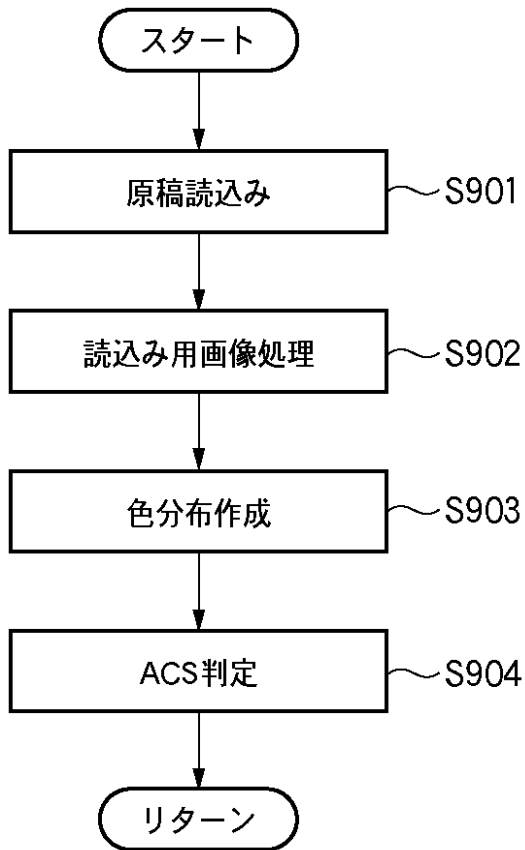 スタート
原稿読込み
S901
読込み用画像処理
S902
色分布作成
S903
ACS判定
S904
リターン